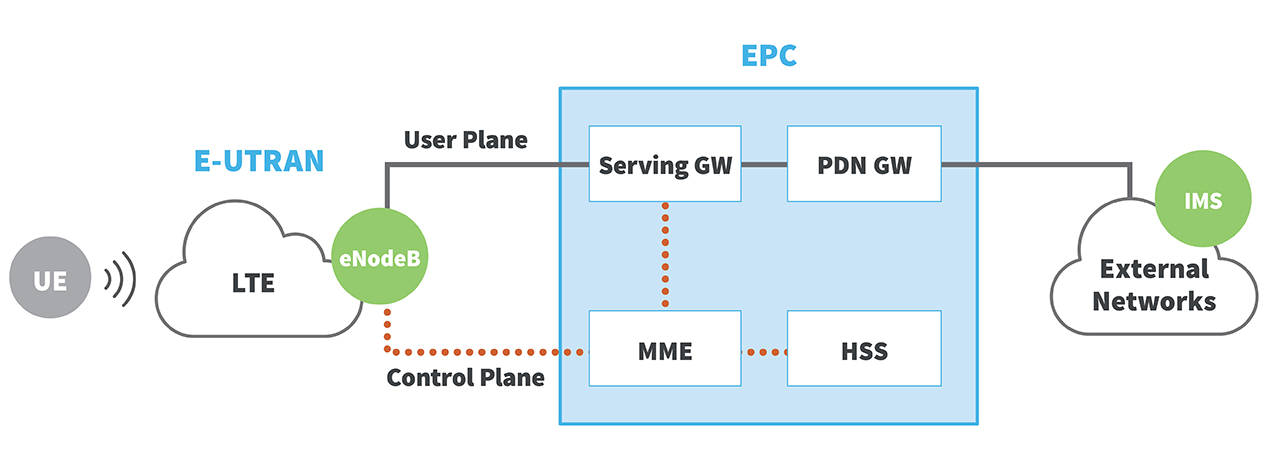 EPC
User Plane
E-UTRAN
Serving GW
PDN GW
IMS
eNodeB
UE
LTE
External
Networks
MME
HSS
Control Plane